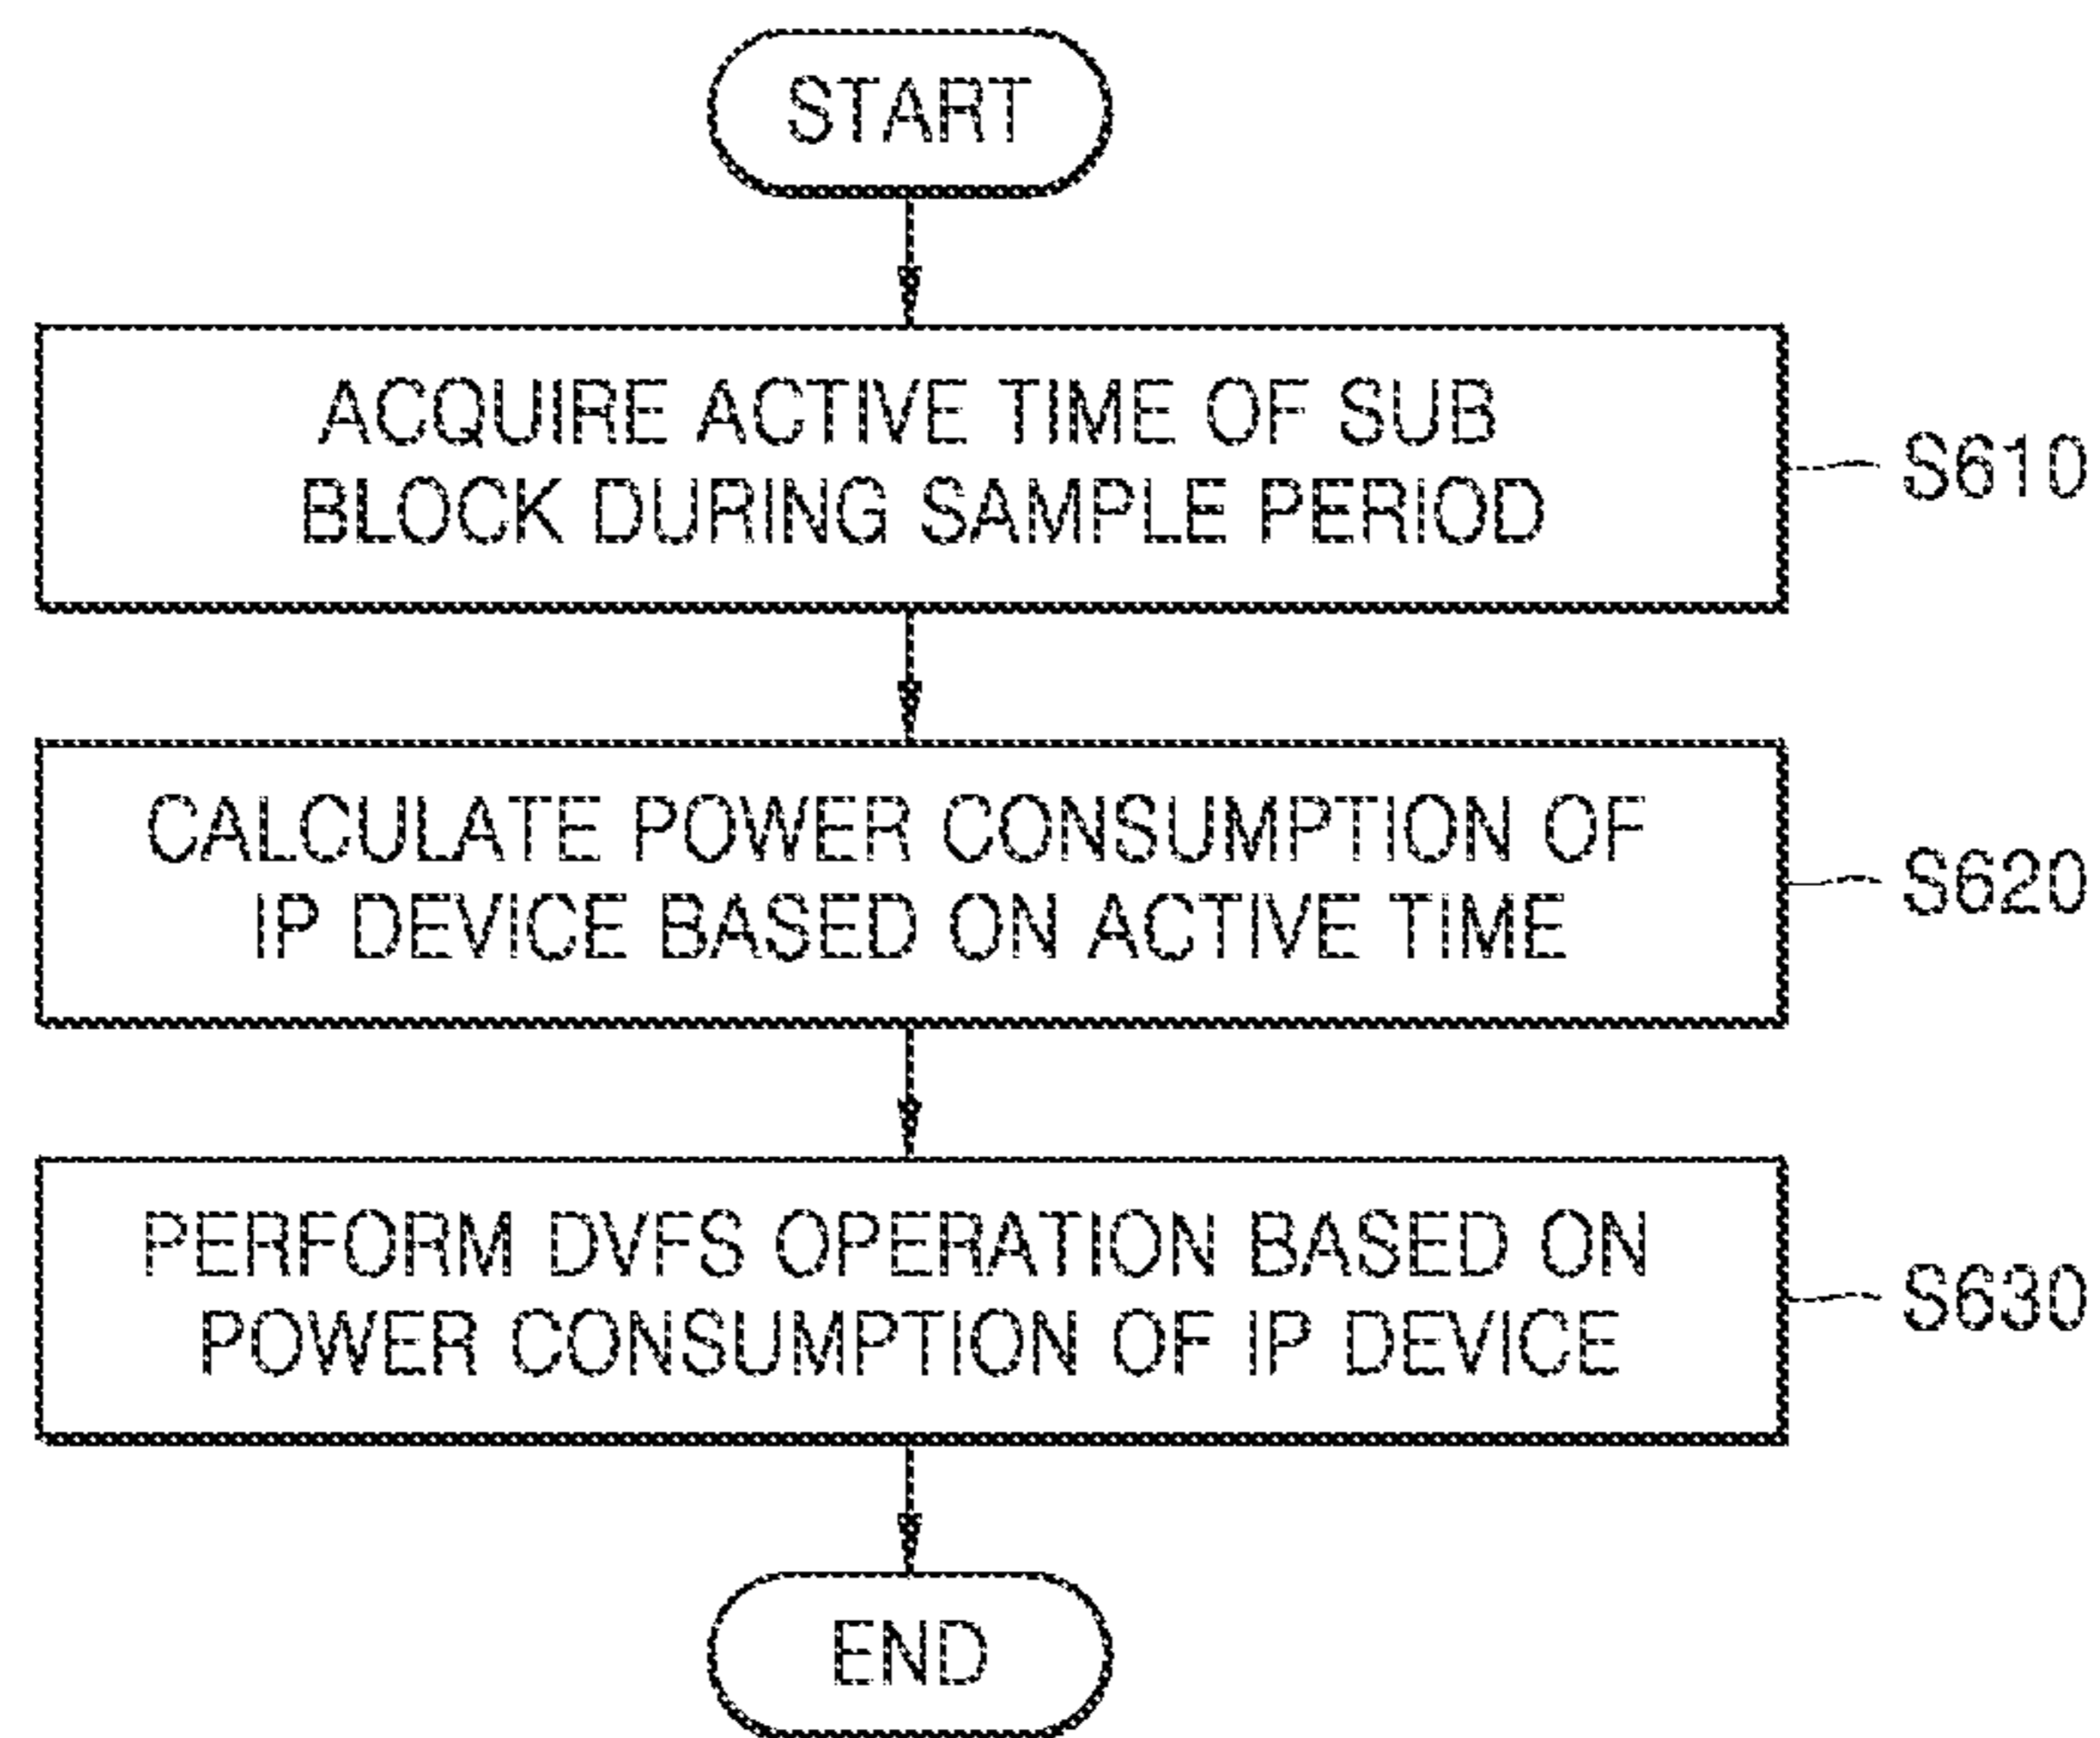 START
ACQUIRE ACTIVE TIME OF SUB
BLOCK DURING SAMPLE PERIOD
S610
CALCULATE POWER CONSUMPTION OF
IP DEVICE BASED ON ACTIVE TIME
S620
PERFORM DVFS OPERATION BASED ON
POWER CONSUMPTION OF IP DEVICE
S630
END